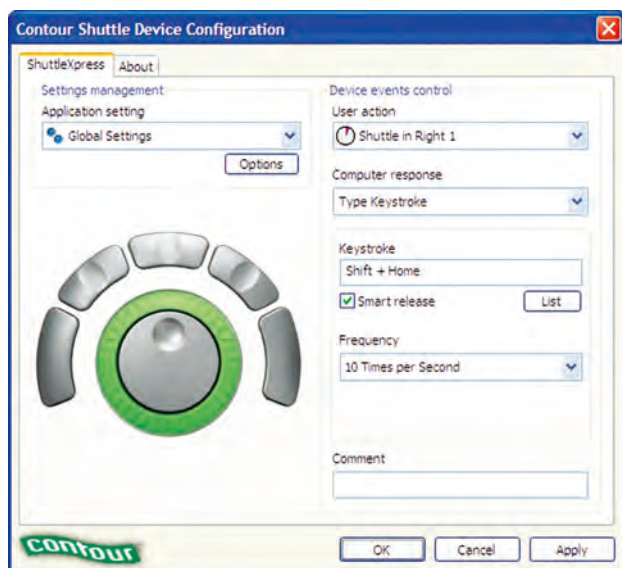 Contour Shuttle Device Configuration
ShuttleXpress
About
Settings management
Application setting
Global Settings
Options
Device events control
User action
Shuttle in Right 1
Computer response
Type Keystroke
Keystroke
Shift + Home
Smart release
List
Frequency
10 Times per Second
Comment
contour
OK
Cancel
Apply